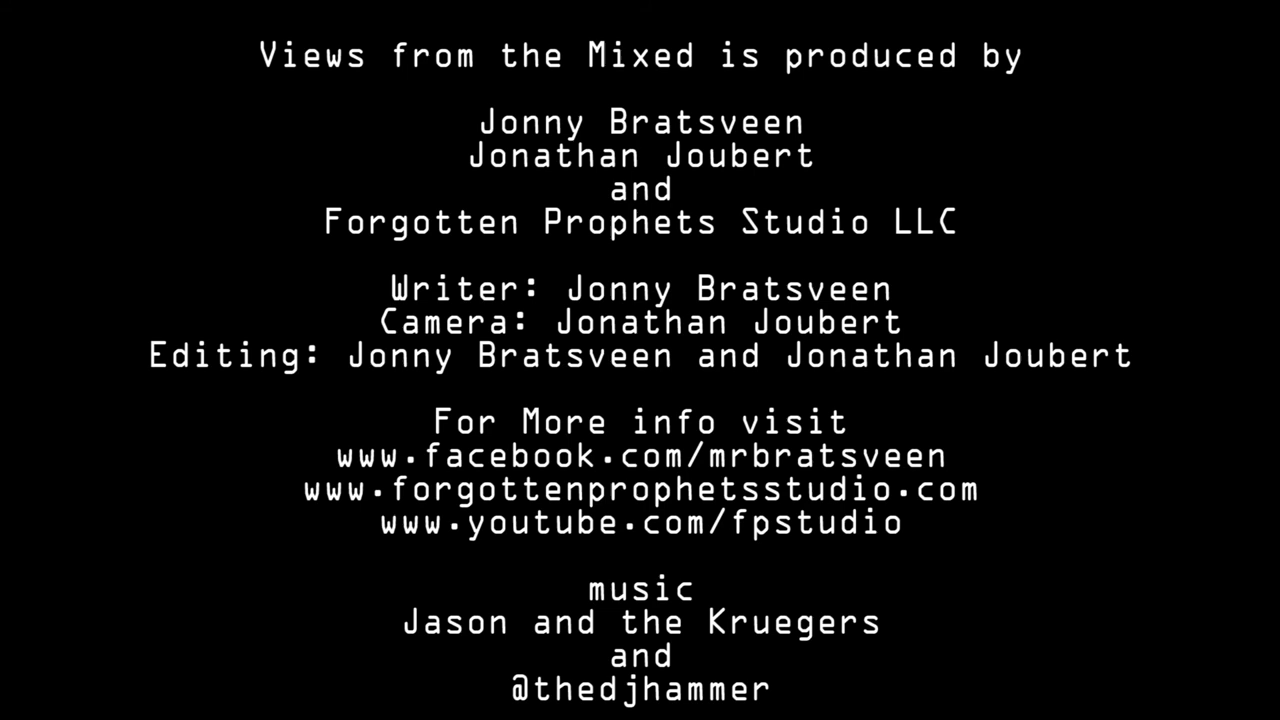 Views from the Mixed is produced by
Jonny Bratsveen
Jonathan Joubert
and
Forgotten Prophets Studio LLC
Writer: Jonny Bratsveen
Camera: Jonathan Joubert
Editing: Jonny Bratsveen and Jonathan Joubert
For More info visit
www.facebook.com/mrbratsveen
www.forgottenprophetsstudio.com
www.youtube.com/fpstudio
music
Jason and the Kruegers
and
@thedjhammer